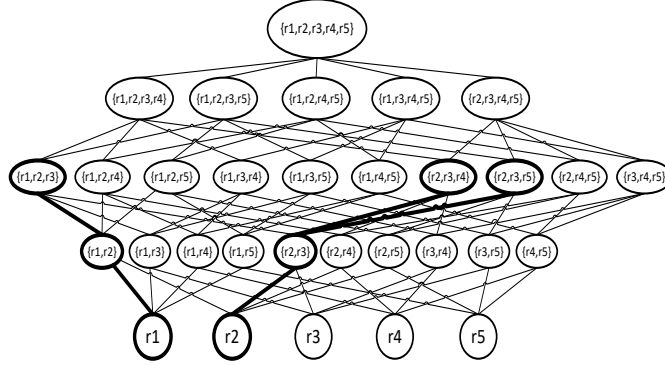 {r1,r2,r3,r4,r5}
{r1,r2,r3,r4} {r1,r2,r3,r5} {r1,r2,r4,r5} {r1,r3,r4,r5} {r2,r3,r4,r5}
{r1,r2,r3} {r1,r2,r4} {r1,r2,r5} {r1,r3,r4} {r1,r3,r5} {r1,r4,r5} {r2,r3,r4} {r2,r3,r5} {r2,r4,r5} {r3,r4,r5}
{r1,r2} {r1,r3} {r1,r4} {r1,r5} {r2,r3} {r2,r4} {r2,r5} {r3,r4} {r3,r5} {r4,r5}
r1 r2 r3 r4 r5